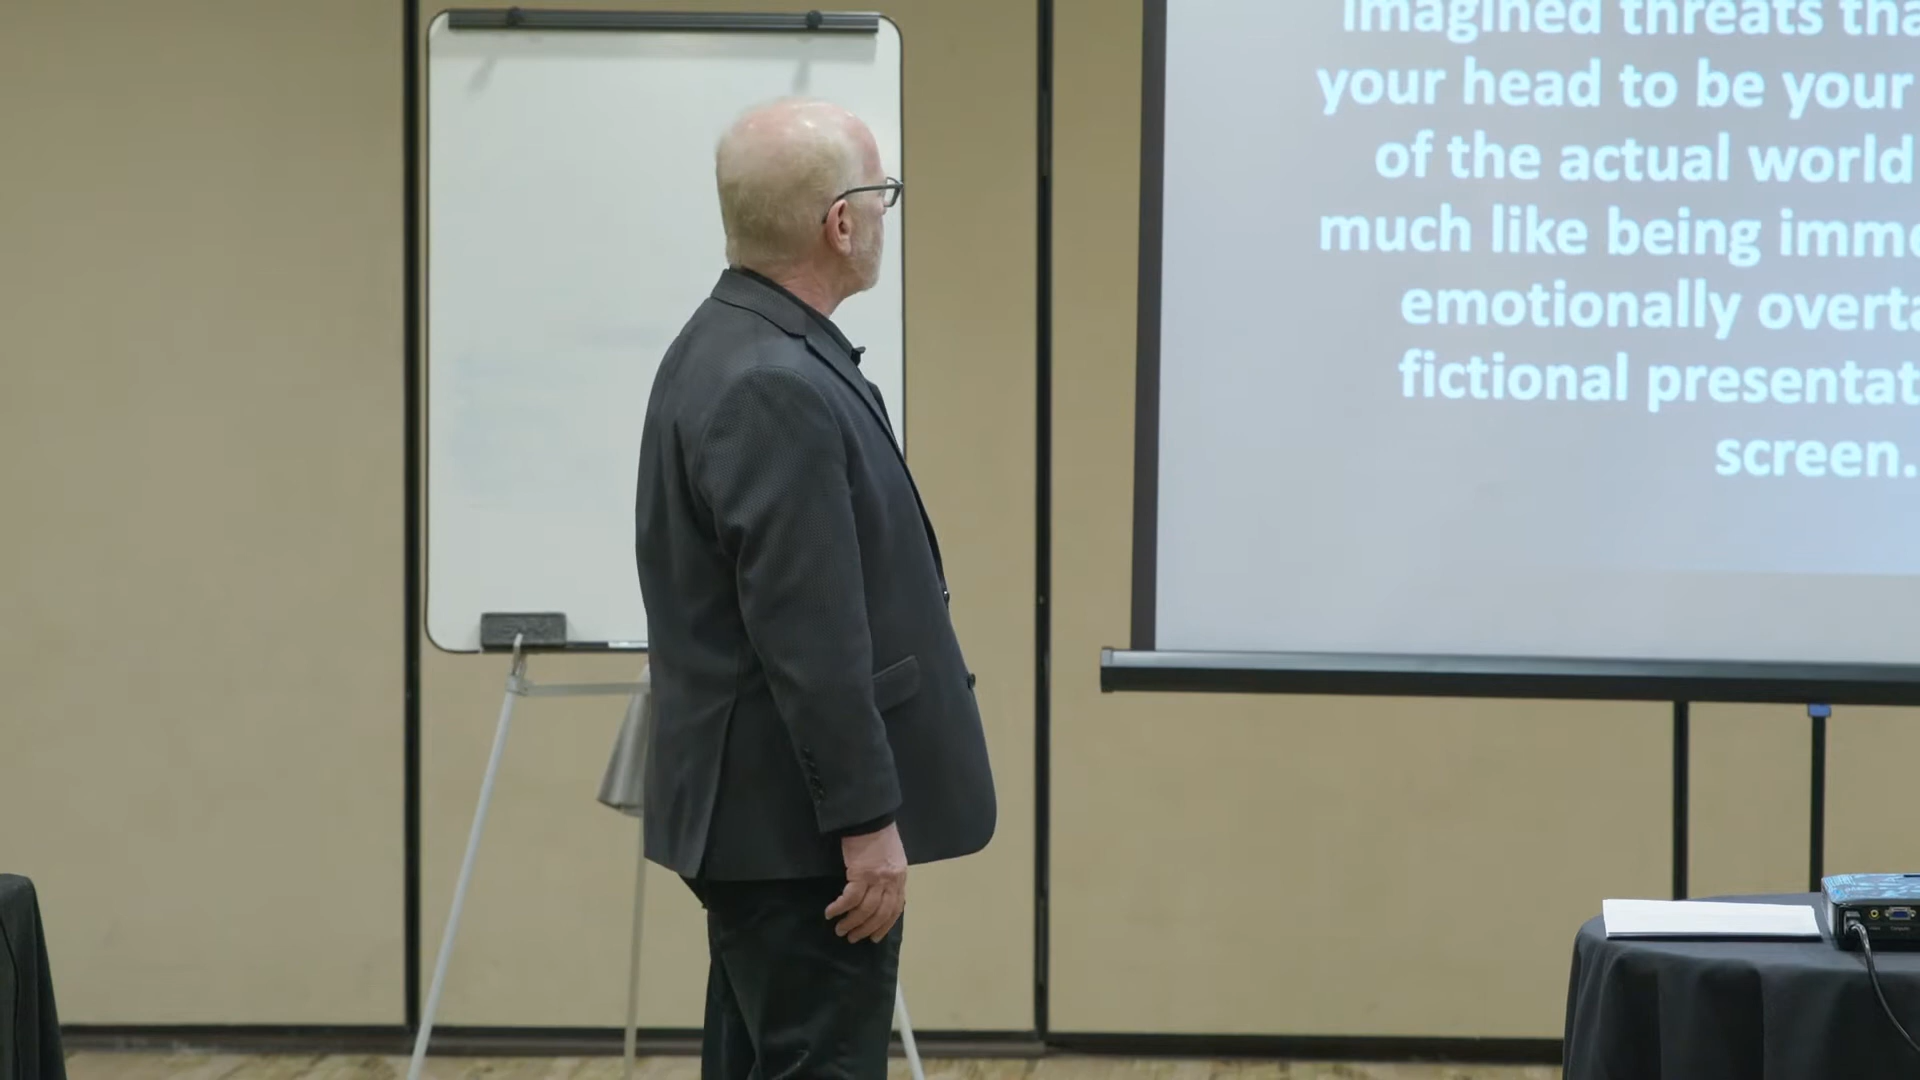 imagined threats tha
your head to be your
of the actual world
much like being imme
emotionally overta
fictional presentat
screen.